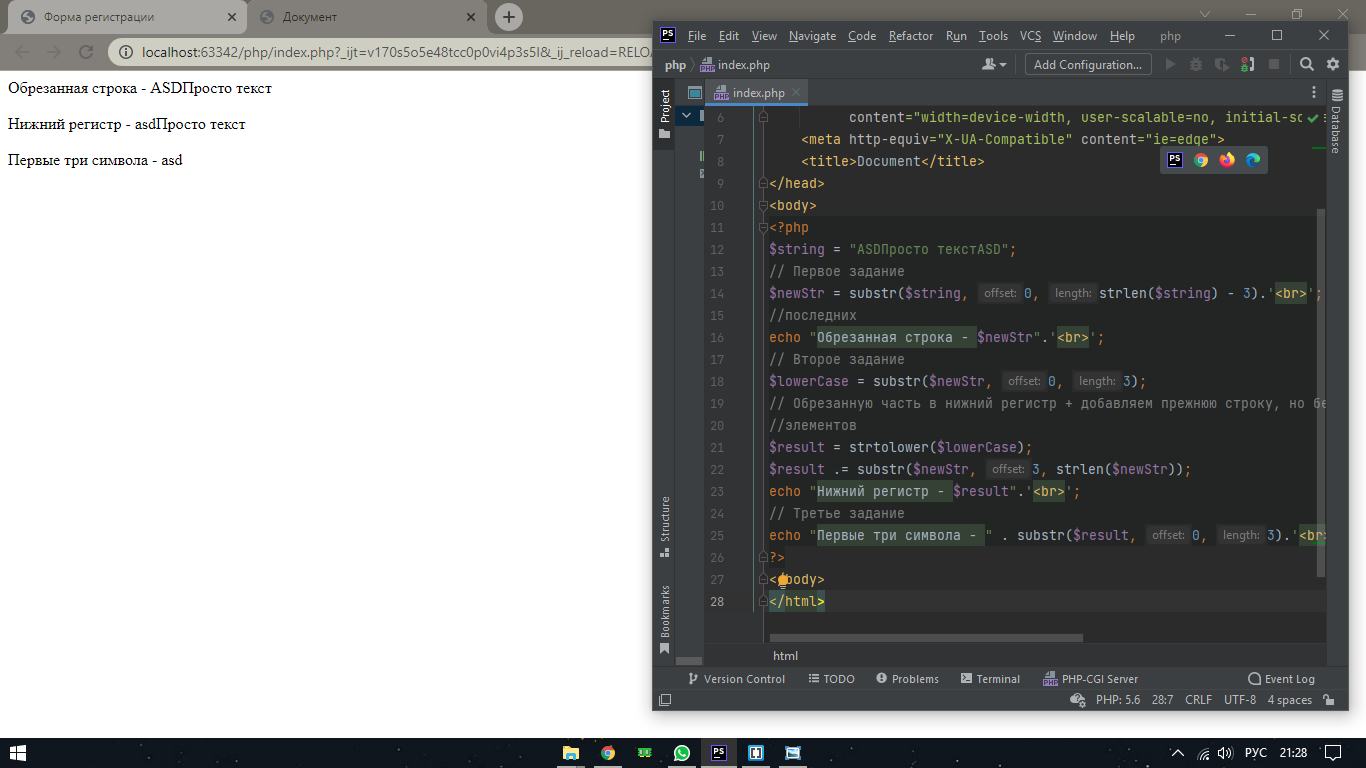 Форма регистрации
Документ
localhost:63342/php/index.php?_ijt=v170s5o5e48tcc0p0vi4p3s5l&_ij_reload=RELOA
Обрезанная строка - ASDПросто текст
Нижний регистр - asdПросто текст
Первые три символа - asd
PS File Edit View Navigate Code Refactor Run Tools VCS Window Help php
php index.php Add Configuration...
Project
index.php
Database
6 content="width=device-width, user-scalable=no, initial-sc
7 <meta http-equiv="X-UA-Compatible" content="ie=edge">
8 <title>Document</title>
9 </head>
10 <body>
11 <?php
12 $string = "ASDПросто текстASD";
13 // Первое задание
14 $newStr = substr($string, offset: 0, length: strlen($string) - 3).'<br>';
15 //последних
16 echo "Обрезанная строка - $newStr".'<br>';
17 // Второе задание
18 $lowerCase = substr($newStr, offset: 0, length: 3);
19 // Обрезанную часть в нижний регистр + добавляем прежнюю строку, но бе
20 //элементов
21 $result = strtolower($lowerCase);
22 $result .= substr($newStr, offset: 3, strlen($newStr));
23 echo "Нижний регистр - $result".'<br>';
24 // Третье задание
25 echo "Первые три символа - " . substr($result, offset: 0, length: 3).'<br>
26 ?>
27 </body>
28 </html>
Structure
Bookmarks
html
Version Control TODO Problems Terminal PHP-CGI Server Event Log
PHP: 5.6 28:7 CRLF UTF-8 4 spaces
РУС 21:28